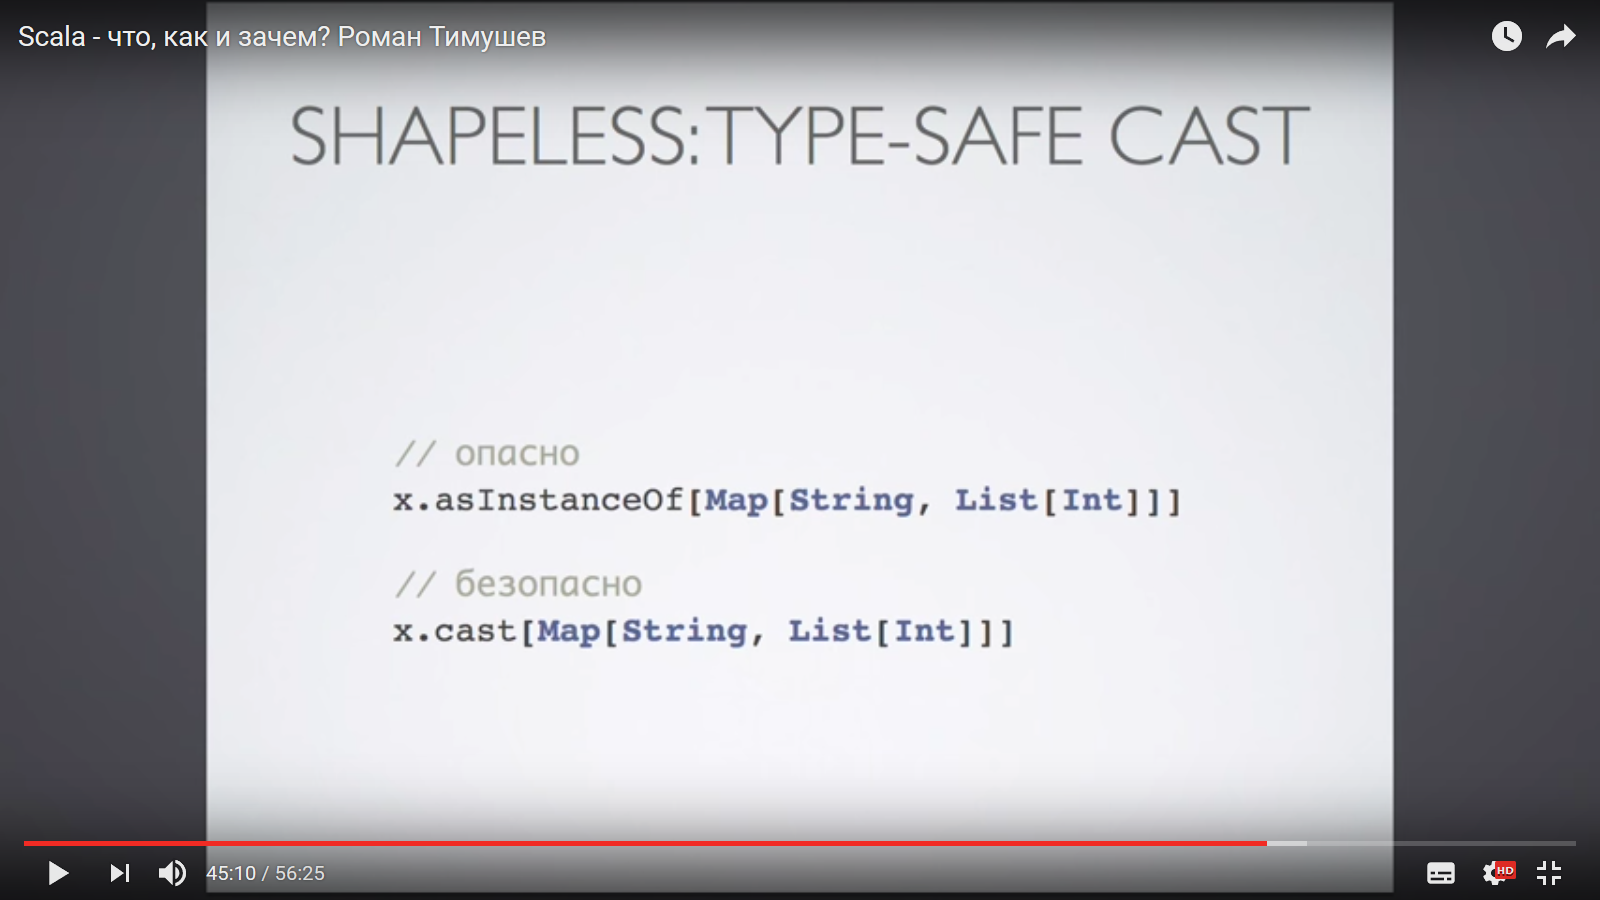 Scala - что, как и зачем? Роман Тимушев
SHAPELESS: TYPE-SAFE CAST
// опасно
x.asInstanceOf[Map[String, List[Int]]]
// безопасно
x.cast[Map[String, List[Int]]]
45:10 / 56:25
HD